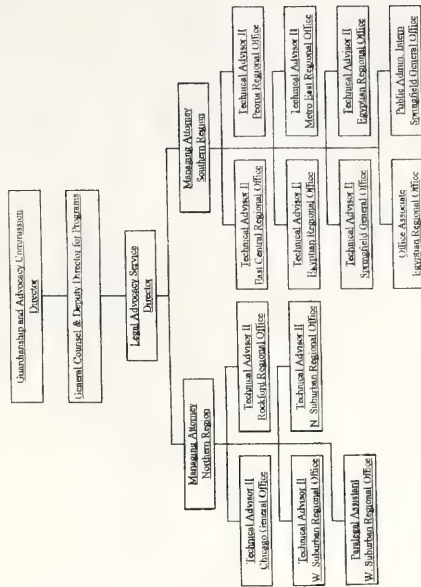 Guardianship and Advocacy Commission
Director
General Counsel & Deputy Director for Programs
Legal Advocacy Service
Director
Managing Attorney
Northern Region
Managing Attorney
Southern Region
Technical Advisor II
Chicago General Office
Technical Advisor II
Rockford Regional Office
Technical Advisor II
W. Suburban Regional Office
Technical Advisor II
N. Suburban Regional Office
Paralegal Assistant
W. Suburban Regional Office
Technical Advisor II
East Central Regional Office
Technical Advisor II
Peoria Regional Office
Technical Advisor II
Egyptian Regional Office
Technical Advisor II
Metro East Regional Office
Technical Advisor II
Springfield General Office
Technical Advisor II
Egyptian Regional Office
Office Associate
Egyptian Regional Office
Public Admin. Intern
Springfield General Office